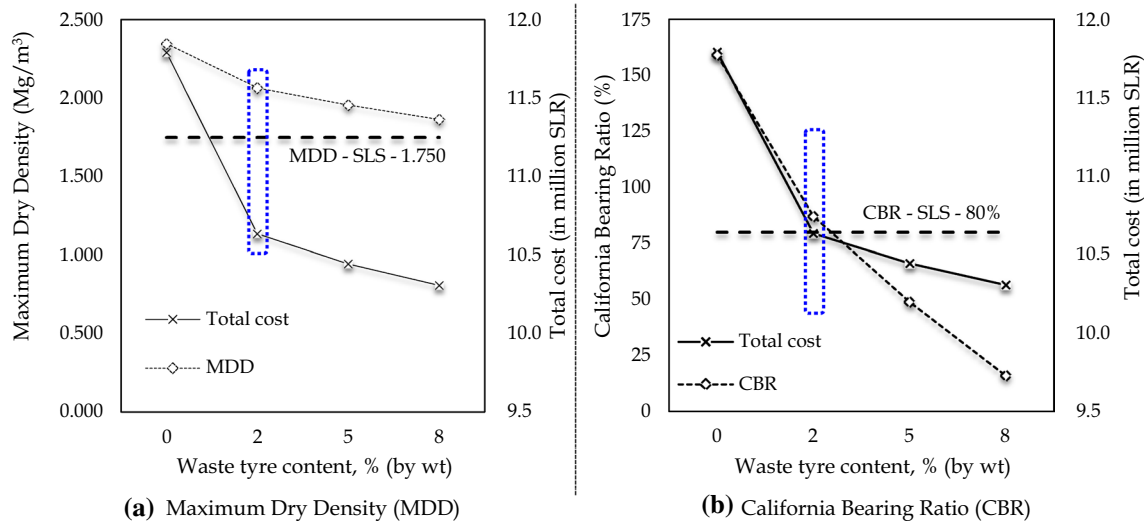 Maximum Dry Density (Mg/m³)
2.500
2.000
1.500
1.000
0.500
0.000
MDD - SLS - 1.750
Total cost
MDD
0 2 5 8
Waste tyre content, % (by wt)
12.0
11.5
11.0
10.5
10.0
9.5
Total cost (in million SLR)
(a) Maximum Dry Density (MDD)
California Bearing Ratio (%)
175
150
125
100
75
50
25
0
CBR - SLS - 80%
Total cost
CBR
0 2 5 8
Waste tyre content, % (by wt)
12.0
11.5
11.0
10.5
10.0
9.5
Total cost (in million SLR)
(b) California Bearing Ratio (CBR)